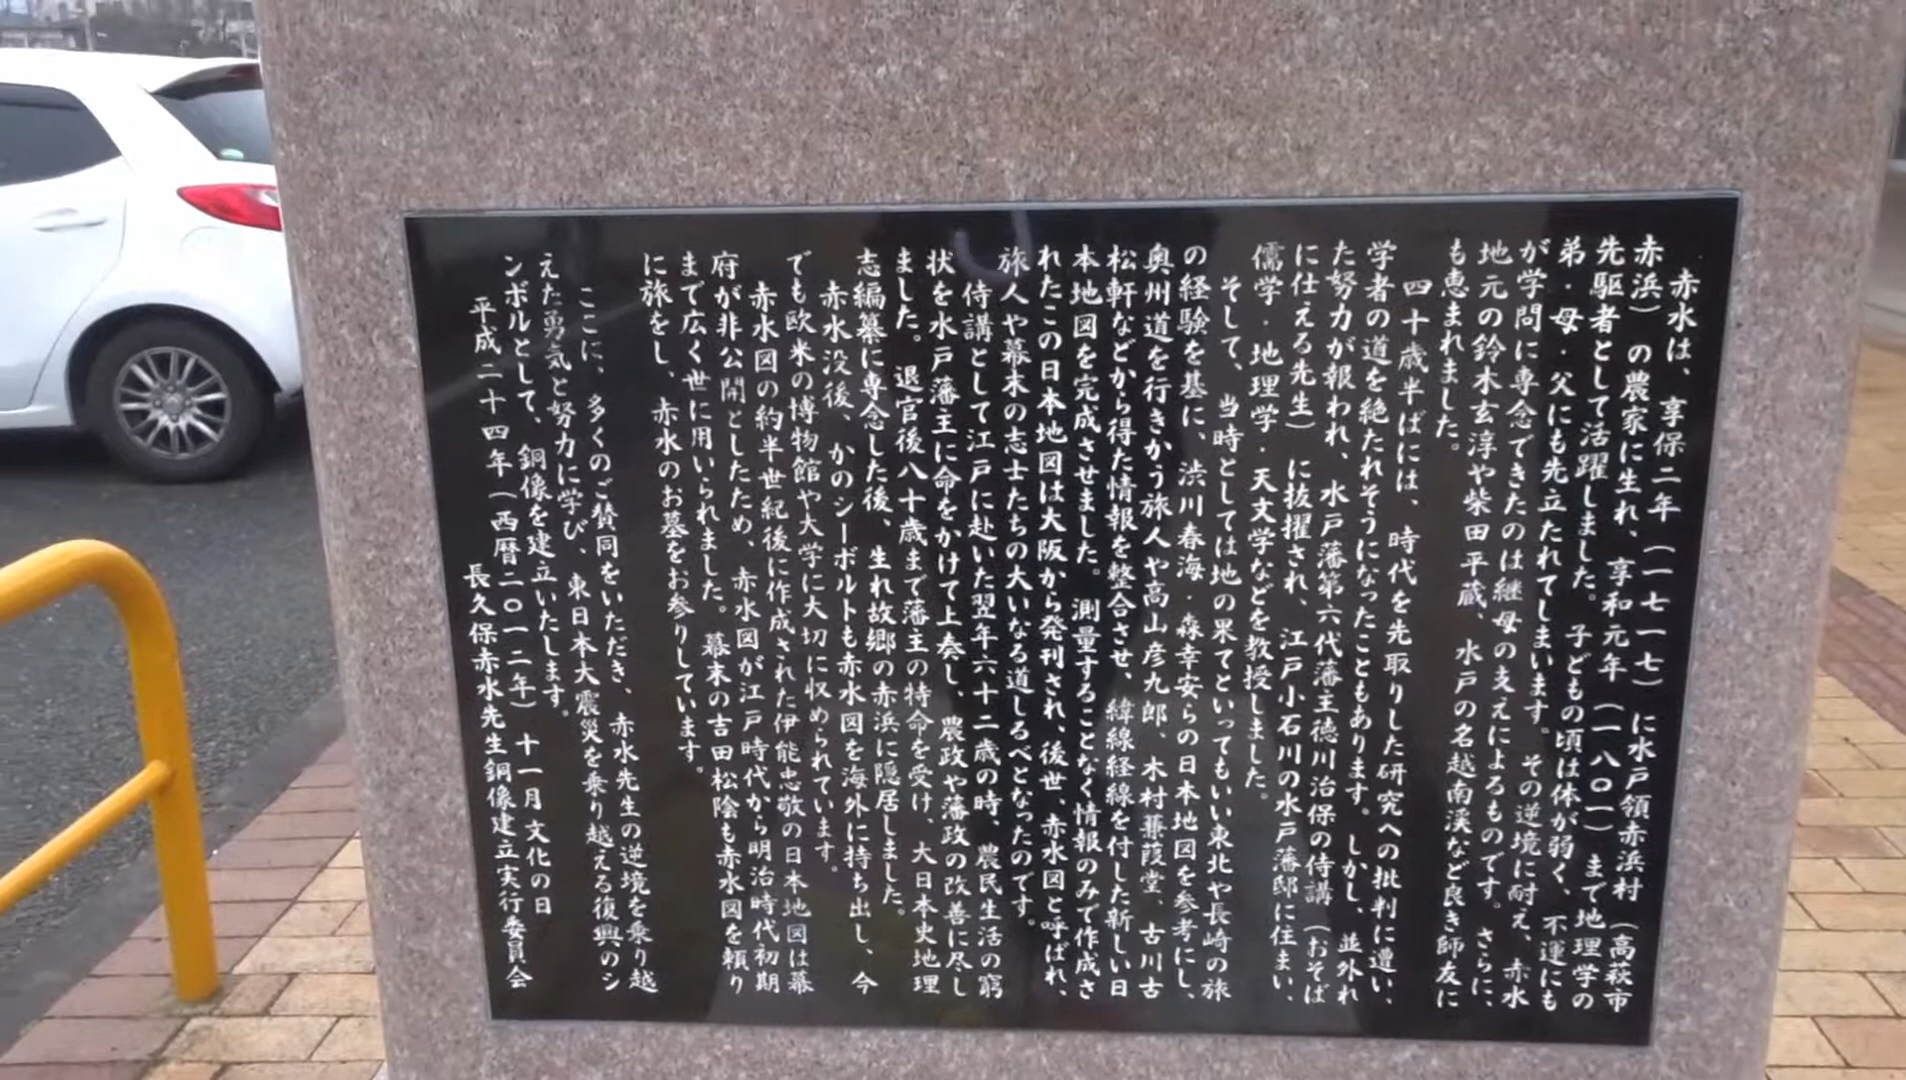 赤水は、享保二年（一七一七）に水戸領赤浜村（高萩市
赤浜）の農家に生れ、享和元年（一八〇一）まで地理学の
先駆者として活躍しました。子どもの頃は体が弱く、不運にも
弟・母・父にも先立たれてしまいます。その逆境に耐え、赤水
が学問に専念できたのは継母の支えによるものです。さらに、
地元の鈴木玄淳や柴田平蔵、水戸の名越南渓など良き師友に
も恵まれました。
四十歳半ばには、時代を先取りした研究への批判に遭い、
学者の道を絶たれそうになったこともあります。しかし、並外れ
た努力が報われ、水戸藩第六代藩主徳川治保の侍講（おそば
に仕える先生）に抜擢され、江戸小石川の水戸藩邸に住まい、
儒学・地理学・天文学などを教授しました。
そして、当時としては地の果てといってもいい東北や長崎の旅
の経験を基に、渋川春海・森幸安らの日本地図を参考にし、
奥州道を行きかう旅人や高山彦九郎、木村蒹葭堂、古川古
松軒などから得た情報を整合させ、緯線経線を付した新しい日
本地図を完成させました。測量することなく情報のみで作成さ
れたこの日本地図は大阪から発刊され、後世、赤水図と呼ばれ、
旅人や幕末の志士たちの大いなる道しるべとなったのです。
侍講として江戸に赴いた翌年六十二歳の時、農民生活の窮
状を水戸藩主に命をかけて上奏し、農政や藩政の改善に尽し
ました。退官後八十歳まで藩主の特命を受け、大日本史地理
志編纂に専念した後、生れ故郷の赤浜に隠居しました。
赤水没後、かのシーボルトも赤水図を海外に持ち出し、今
でも欧米の博物館や大学に大切に収められています。
赤水図の約半世紀後に作成された伊能忠敬の日本地図は幕
府が非公開としたため、赤水図が江戸時代から明治時代初期
まで広く世に用いられました。幕末の吉田松陰も赤水図を頼り
に旅をし、赤水のお墓をお参りしています。
ここに、多くのご賛同をいただき、赤水先生の逆境を乗り越
えた勇気と努力に学び、東日本大震災を乗り越える復興のシ
ンボルとして、銅像を建立いたします。
平成二十四年（西暦二〇一二年）十一月文化の日
長久保赤水先生銅像建立実行委員会